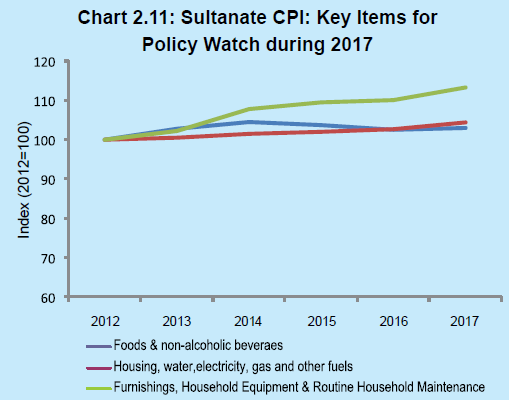 Chart 2.11: Sultanate CPI: Key Items for
Policy Watch during 2017
Index (2012=100)
120
110
100
90
80
70
60
2012 2013 2014 2015 2016 2017
Foods & non-alcoholic beveraes
Housing, water,electricity, gas and other fuels
Furnishings, Household Equipment & Routine Household Maintenance